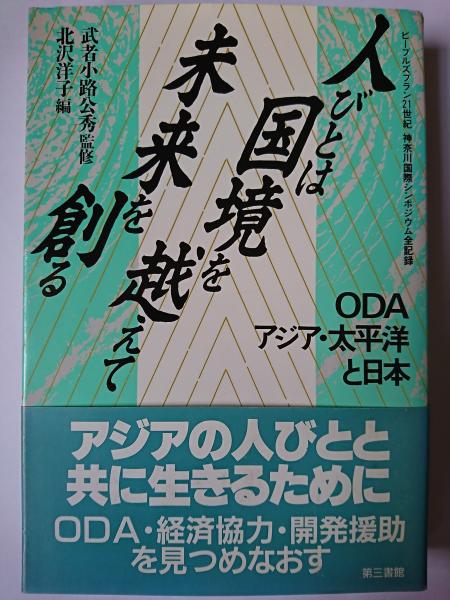 ピープルズプラン21世紀 神奈川国際シンポジウム全記録
人びとは
国境を
越えて
未来を
創る
武者小路公秀監修
北沢洋子編
ODA
アジア・太平洋
と日本
アジアの人びとと
共に生きるために
ODA・経済協力・開発援助
を見つめなおす
第三書館